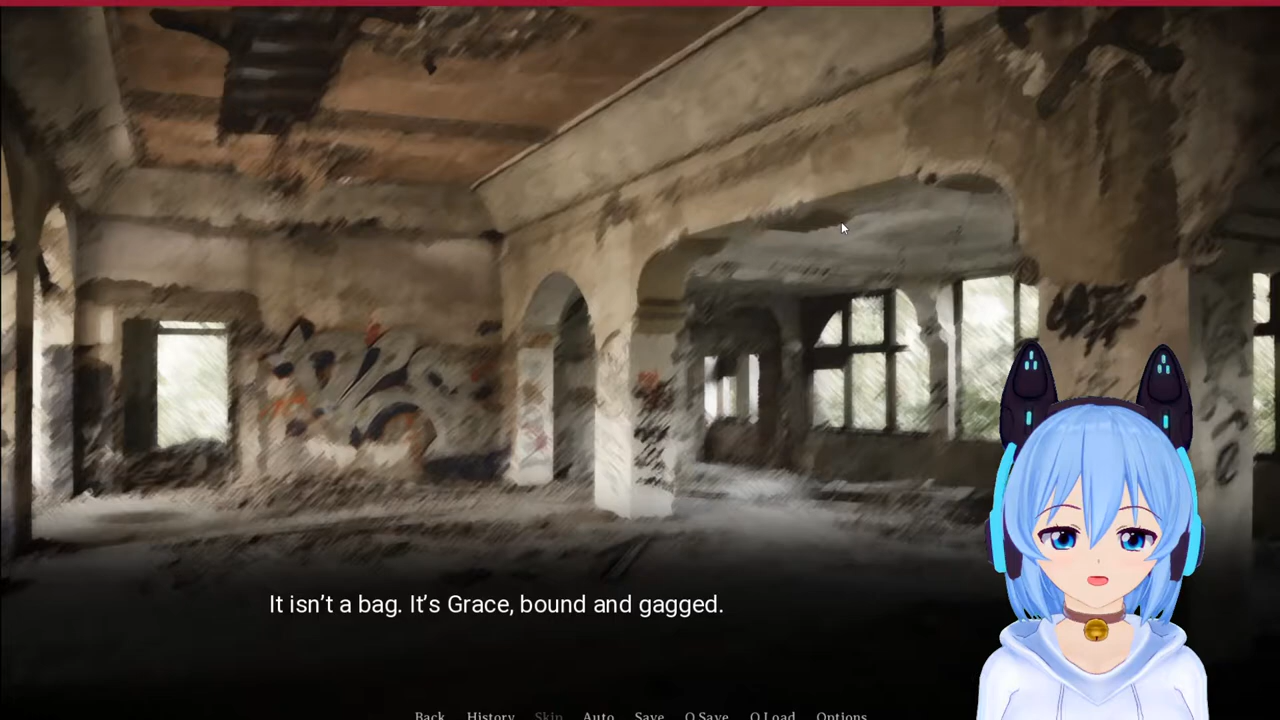 It isn't a bag. It's Grace, bound and gagged.
Back History Skip Auto Save Q.Save Q.Load Options